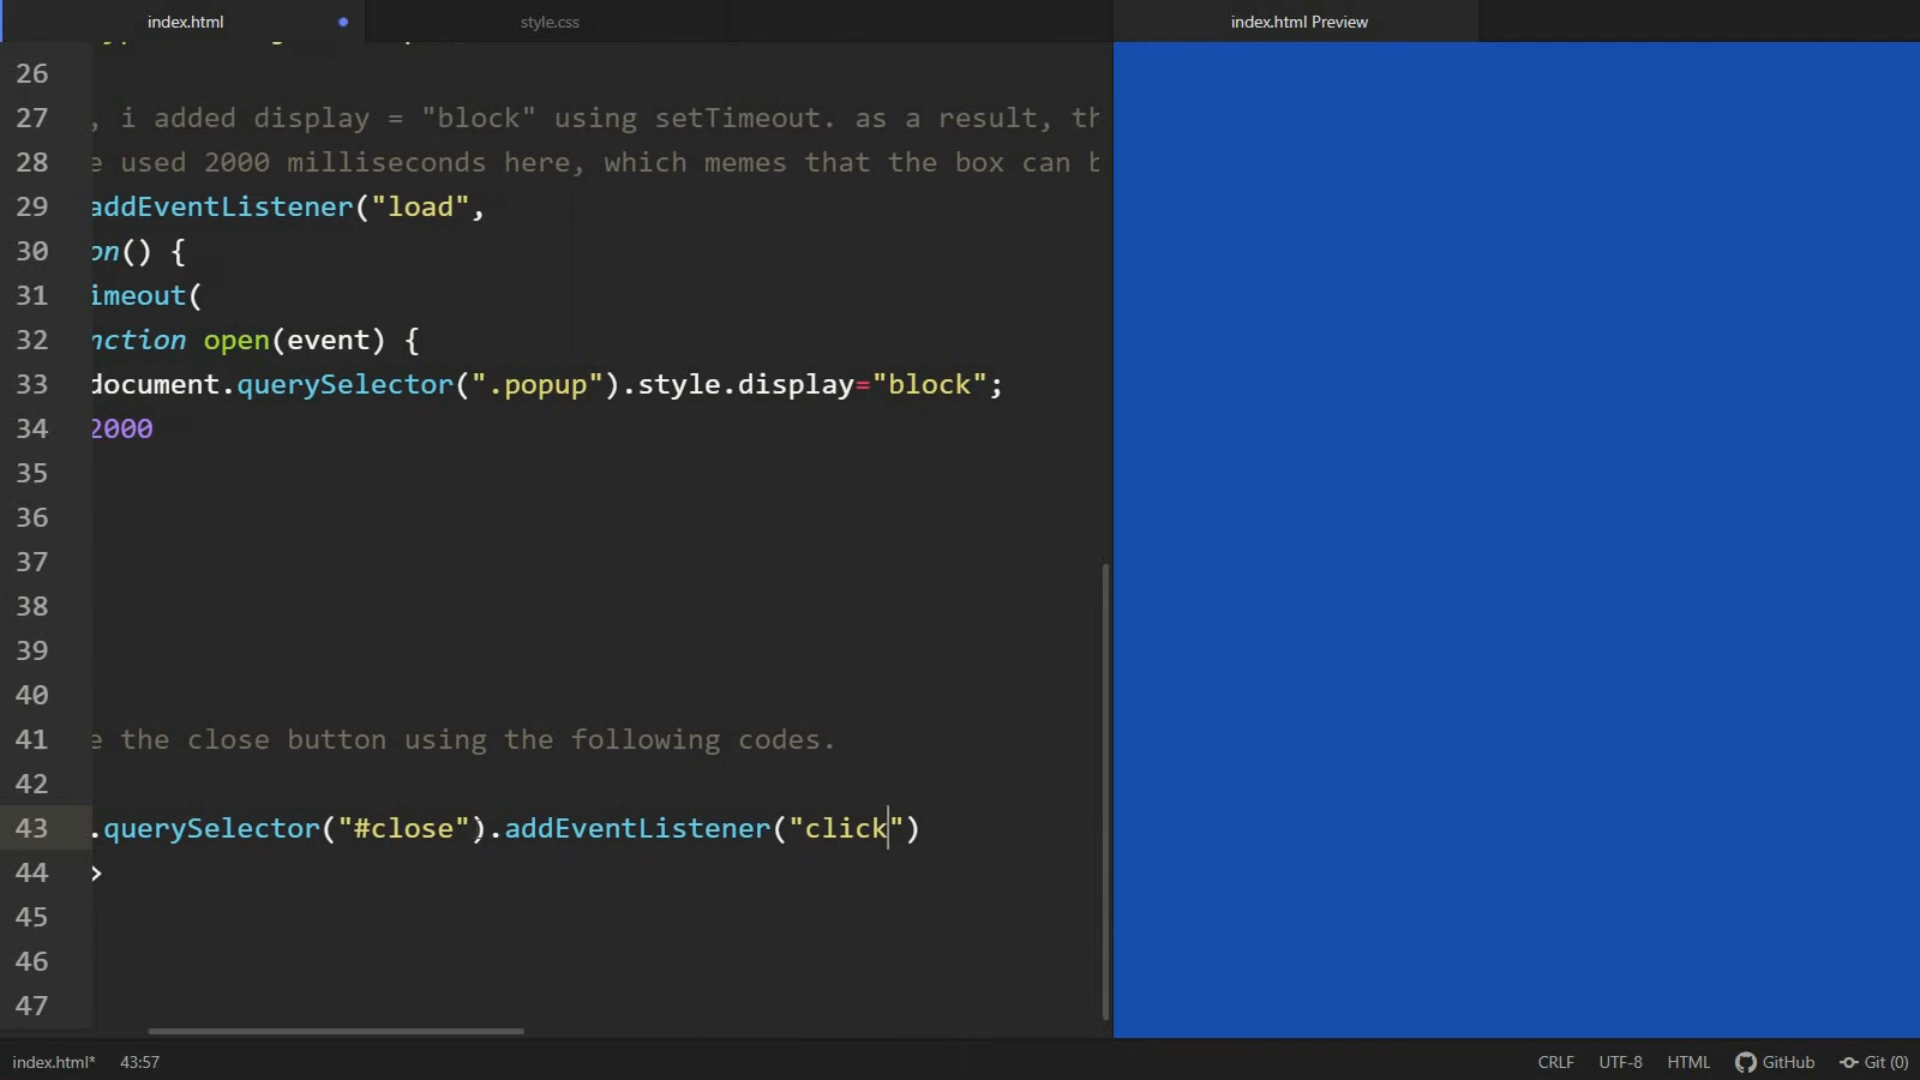 index.html
style.css
index.html Preview
26
27 , i added display = "block" using setTimeout. as a result, th
28 e used 2000 milliseconds here, which memes that the box can b
29 addEventListener("load",
30 on() {
31 imeout(
32 nction open(event) {
33 document.querySelector(".popup").style.display="block";
34 2000
35
36
37
38
39
40
41 e the close button using the following codes.
42
43 .querySelector("#close").addEventListener("click")
44 >
45
46
47
index.html* 43:57 CRLF UTF-8 HTML GitHub Git (0)